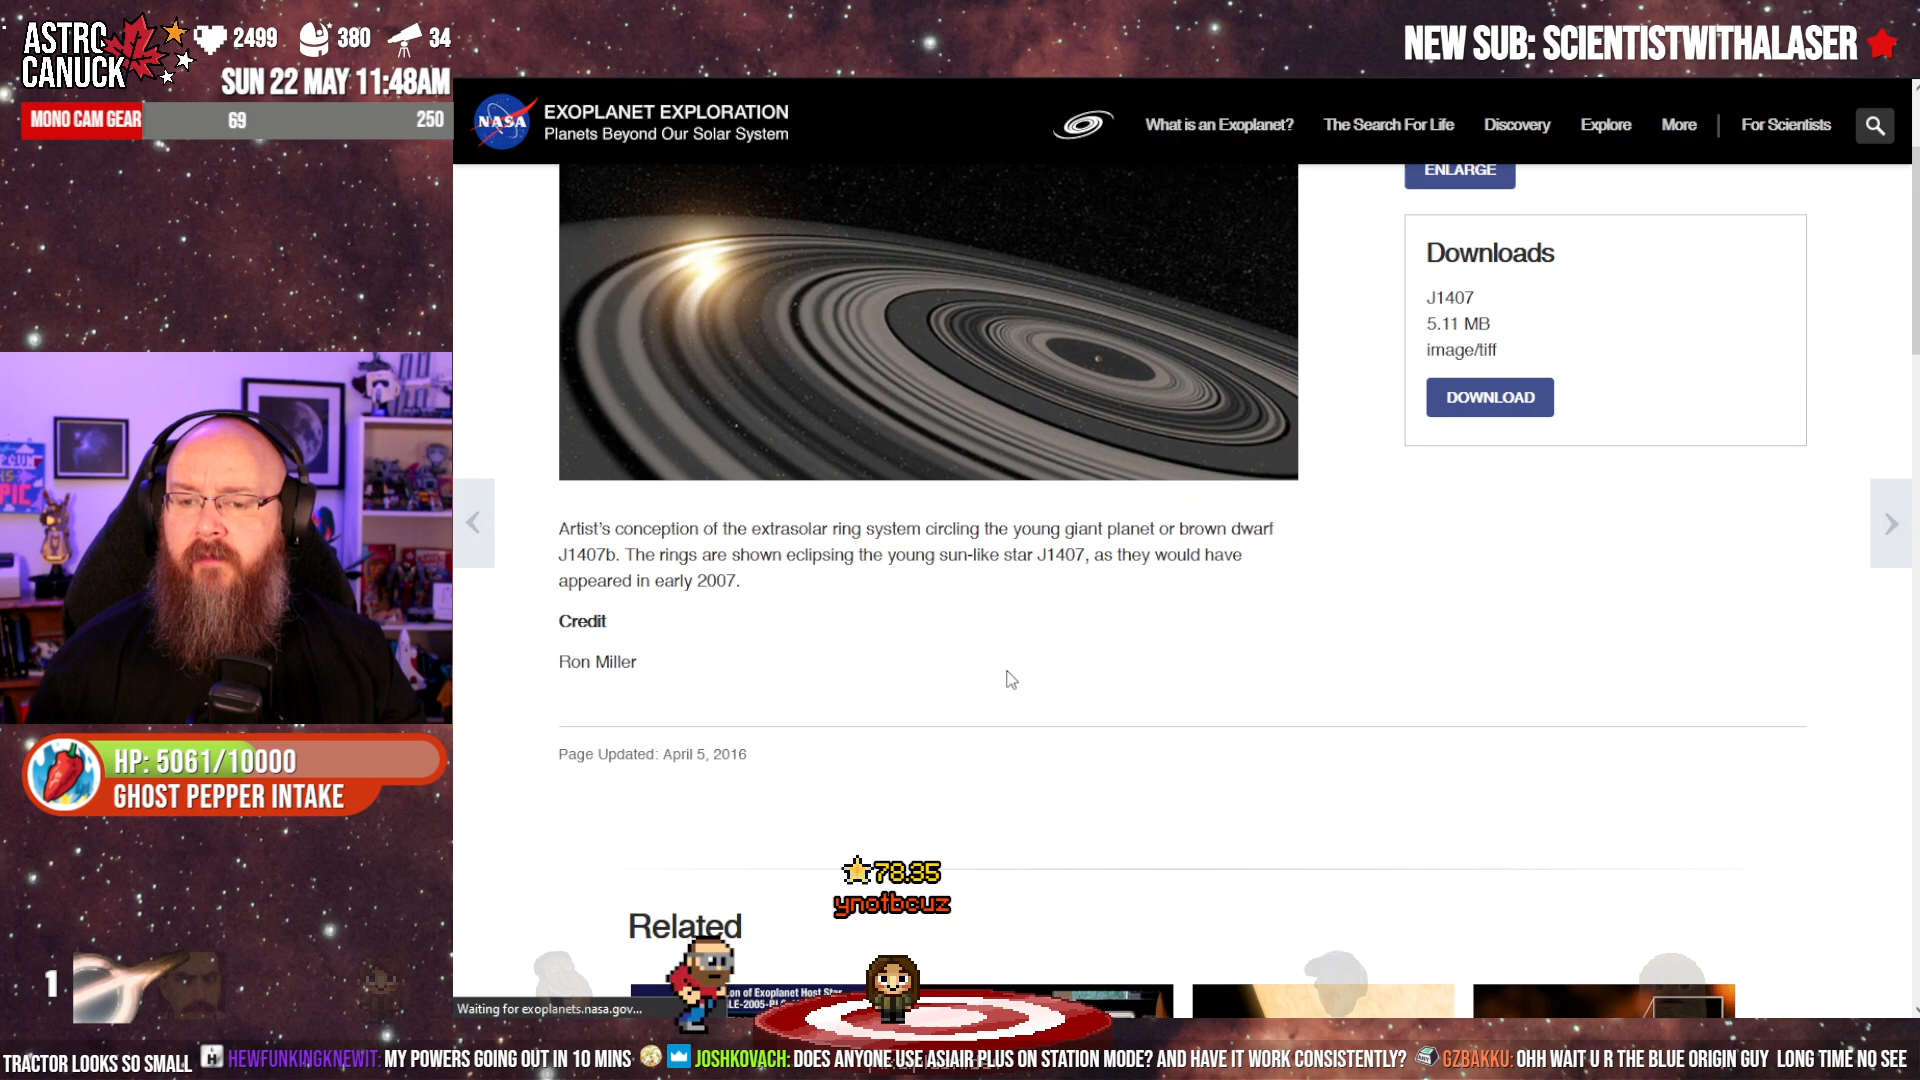 ASTRO
CANUCK
2499
380
34
SUN 22 MAY 11:48AM
NEW SUB: SCIENTISTWITHALASER
MONO CAM GEAR
69
250
NASA
EXOPLANET EXPLORATION
Planets Beyond Our Solar System
What is an Exoplanet?
The Search For Life
Discovery
Explore
More
For Scientists
ENLARGE
Downloads
J1407
5.11 MB
image/tiff
DOWNLOAD
Artist's conception of the extrasolar ring system circling the young giant planet or brown dwarf
J1407b. The rings are shown eclipsing the young sun-like star J1407, as they would have
appeared in early 2007.
Credit
Ron Miller
Page Updated: April 5, 2016
HP: 5061/10000
GHOST PEPPER INTAKE
78.35
ynotbcuz
Related
1
on of Exoplanet Host Star
Waiting for exoplanets.nasa.gov...
TRACTOR LOOKS SO SMALL HEWFUNKINGKNEWIT: MY POWERS GOING OUT IN 10 MINS JOSHKOVACH: DOES ANYONE USE ASIAIR PLUS ON STATION MODE? AND HAVE IT WORK CONSISTENTLY? GZBAKKU: OHH WAIT U R THE BLUE ORIGIN GUY LONG TIME NO SEE